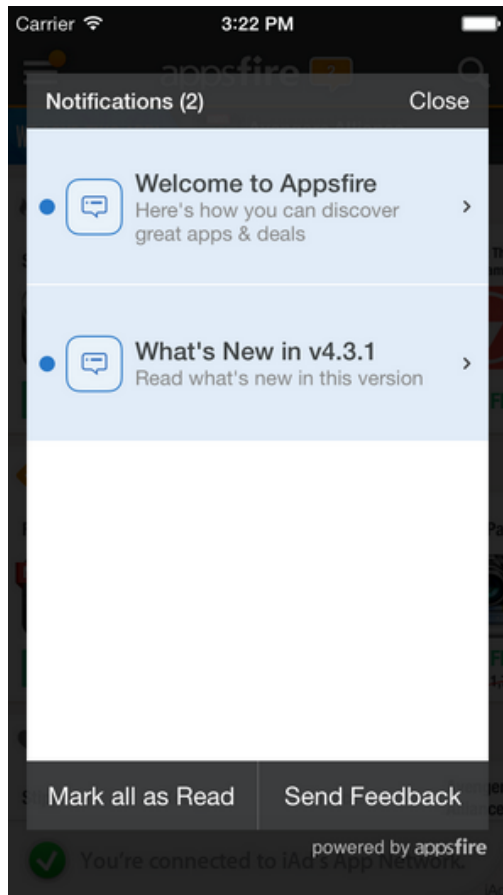 Carrier 3:22 PM
appsfire 2
Notifications (2) Close
Welcome to Appsfire
Here's how you can discover
great apps & deals
What's New in v4.3.1
Read what's new in this version
Mark all as Read Send Feedback
powered by appsfire
You're connected to iAd's App Network.